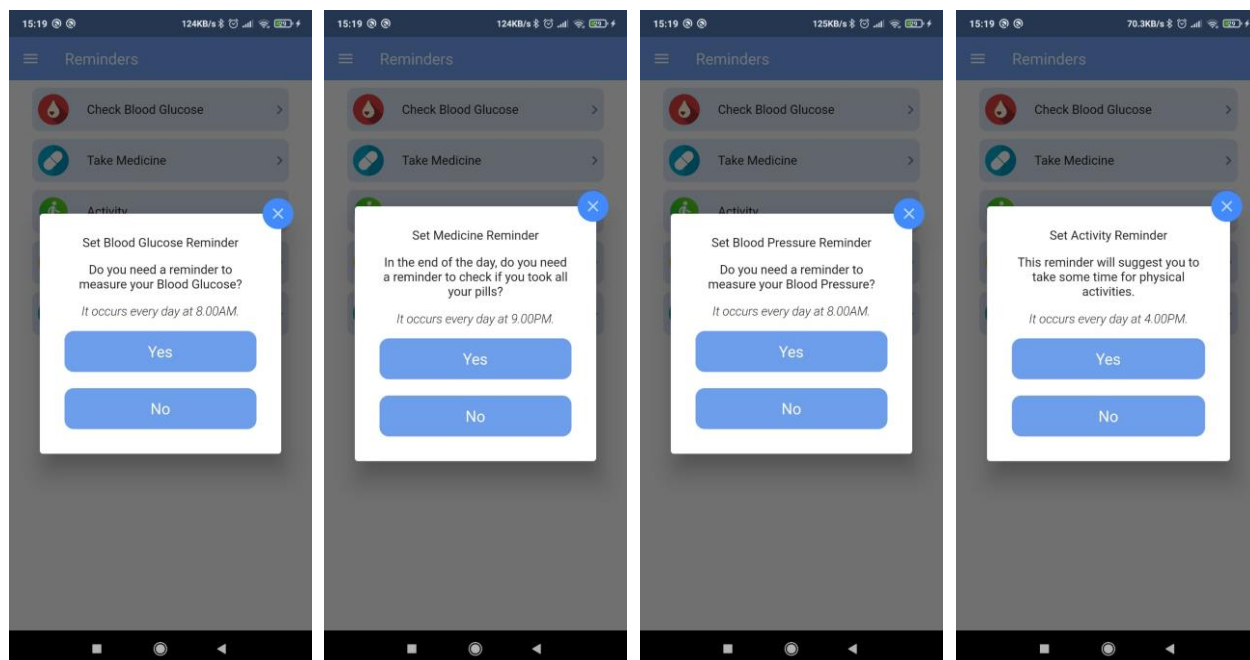 15:19 124KB/s 29
Reminders
Check Blood Glucose
Take Medicine
Activity
Set Blood Glucose Reminder
Do you need a reminder to
measure your Blood Glucose?
It occurs every day at 8.00AM.
Yes
No
15:19 124KB/s 29
Reminders
Check Blood Glucose
Take Medicine
Set Medicine Reminder
In the end of the day, do you need
a reminder to check if you took all
your pills?
It occurs every day at 9.00PM.
Yes
No
15:19 125KB/s 29
Reminders
Check Blood Glucose
Take Medicine
Activity
Set Blood Pressure Reminder
Do you need a reminder to
measure your Blood Pressure?
It occurs every day at 8.00AM.
Yes
No
15:19 70.3KB/s 29
Reminders
Check Blood Glucose
Take Medicine
Set Activity Reminder
This reminder will suggest you to
take some time for physical
activities.
It occurs every day at 4.00PM.
Yes
No